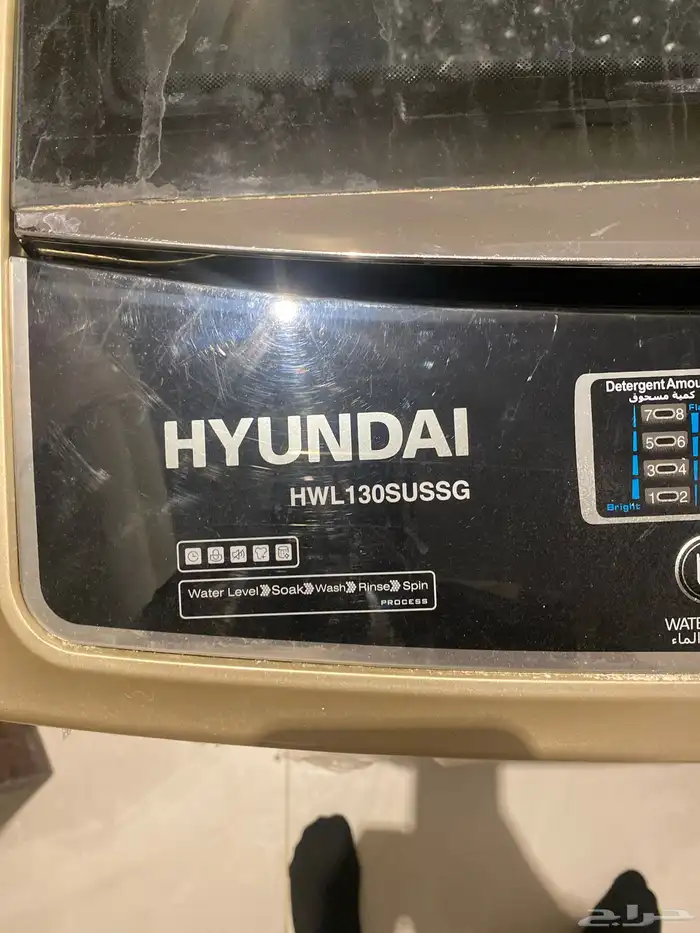 HYUNDAI
HWL130SUSSG
Water Level》Soak》Wash》Rinse》Spin
PROCESS
Detergent Amou
كمية مسحوق
7 8
5 6
3 4
1 2
Fla
Bright
WATE
الماء
حراج